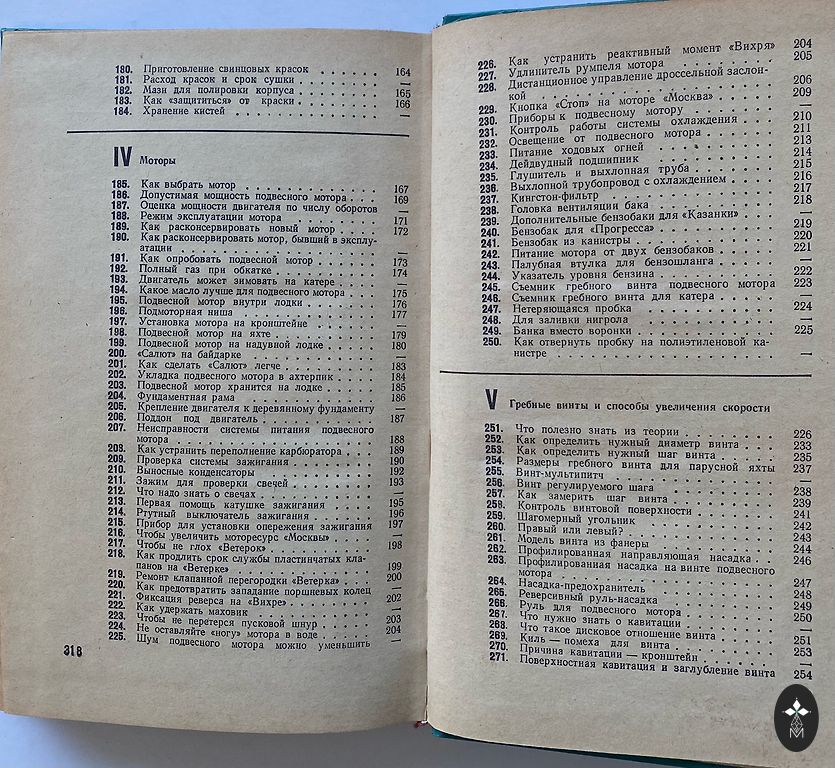 180. Приготовление свинцовых красок . . . . . . 164
181. Расход красок и срок сушки . . . . . . —
182. Мази для полировки корпуса . . . . . . 165
183. Как «защититься» от краски . . . . . . 166
184. Хранение кистей . . . . . . —
IV Моторы
185. Как выбрать мотор . . . . . . 167
186. Допустимая мощность подвесного мотора . . . 169
187. Оценка мощности двигателя по числу оборотов —
188. Режим эксплуатации мотора . . . . . . 171
189. Как расконсервировать новый мотор . . . 172
190. Как расконсервировать мотор, бывший в эксплу-
атации . . . . . . —
191. Как опробовать подвесной мотор . . . . 173
192. Полный газ при обкатке . . . . . . 174
193. Двигатель может зимовать на катере . . . —
194. Какое масло лучше для подвесного мотора . . 175
195. Подвесной мотор внутри лодки . . . . . 176
196. Подмоторная ниша . . . . . . 177
197. Установка мотора на кронштейне . . . . —
198. Подвесной мотор на яхте . . . . . . 179
199. Подвесной мотор на надувной лодке . . . 180
200. «Салют» на байдарке . . . . . . —
201. Как сделать «Салют» легче . . . . . . 183
202. Укладка подвесного мотора в ахтерпик . . . 184
203. Подвесной мотор хранится на лодке . . . 185
204. Фундаментная рама . . . . . . 186
205. Крепление двигателя к деревянному фундаменту —
206. Поддон под двигатель . . . . . . 187
207. Неисправности системы питания подвесного
мотора . . . . . . 188
208. Как устранить переполнение карбюратора . . 189
209. Проверка системы зажигания . . . . . 190
210. Выносные конденсаторы . . . . . . 192
211. Зажим для проверки свечей . . . . . . 193
212. Что надо знать о свечах . . . . . . —
213. Первая помощь катушке зажигания . . . 195
214. Ртутный выключатель зажигания . . . . 196
215. Прибор для установки опережения зажигания 197
216. Чтобы увеличить моторесурс «Москвы» . . . —
217. Чтобы не глох «Ветерок» . . . . . . 198
218. Как продлить срок службы пластинчатых кла-
панов на «Ветерке» . . . . . . 199
219. Ремонт клапанной перегородки «Ветерка» . . 200
220. Как предотвратить западание поршневых колец —
221. Фиксация реверса на «Вихре» . . . . . 202
222. Как удержать маховик . . . . . . —
223. Чтобы не перетерся пусковой шнур . . . 203
224. Не оставляйте «ногу» мотора в воде . . . 204
225. Шум подвесного мотора можно уменьшить —
318
226. Как устранить реактивный момент «Вихря» 204
227. Удлинитель румпеля мотора . . . . . . 205
228. Дистанционное управление дроссельной заслон-
кой . . . . . . 206
229. Кнопка «Стоп» на моторе «Москва» . . . 209
230. Приборы к подвесному мотору . . . . . —
231. Контроль работы системы охлаждения . . . 210
232. Освещение от подвесного мотора . . . . 211
233. Питание ходовых огней . . . . . . 213
234. Дейдвудный подшипник . . . . . . 214
235. Глушитель и выхлопная труба . . . . . 215
236. Выхлопной трубопровод с охлаждением . . . 216
237. Кингстон-фильтр . . . . . . 217
238. Головка вентиляции бака . . . . . . 218
239. Дополнительные бензобаки для «Казанки» . . —
240. Бензобак для «Прогресса» . . . . . . 219
241. Бензобак из канистры . . . . . . 220
242. Питание мотора от двух бензобаков . . . 221
243. Палубная втулка для бензошланга . . . . —
244. Указатель уровня бензина . . . . . . 222
245. Съемник гребного винта подвесного мотора 223
246. Съемник гребного винта для катера . . . —
247. Нетеряющаяся пробка . . . . . . 224
248. Для заливки нигрола . . . . . . —
249. Банка вместо воронки . . . . . . 225
250. Как отвернуть пробку на полиэтиленовой ка-
нистре . . . . . . —
V Гребные винты и способы увеличения скорости
251. Что полезно знать из теории . . . . . 226
252. Как определить нужный диаметр винта . . . 233
253. Как определить нужный шаг винта . . . . 235
254. Размеры гребного винта для парусной яхты 237
255. Винт-мультипитч . . . . . . —
256. Винт регулируемого шага . . . . . . 238
257. Как замерить шаг винта . . . . . . 239
258. Контроль винтовой поверхности . . . . . 241
259. Шагомерный угольник . . . . . . 242
260. Правый или левый? . . . . . . 243
261. Модель винта из фанеры . . . . . . 244
262. Профилированная направляющая насадка . . 246
263. Профилированная насадка на винте подвесного
мотора . . . . . . 247
264. Насадка-предохранитель . . . . . . 248
265. Реверсивный руль-насадка . . . . . . 249
266. Руль для подвесного мотора . . . . . . 250
267. Что нужно знать о кавитации . . . . . —
268. Что такое дисковое отношение винта . . . 251
269. Киль — помеха для винта . . . . . . 253
270. Причина кавитации — кронштейн . . . . —
271. Поверхностная кавитация и заглубление винта 254
M